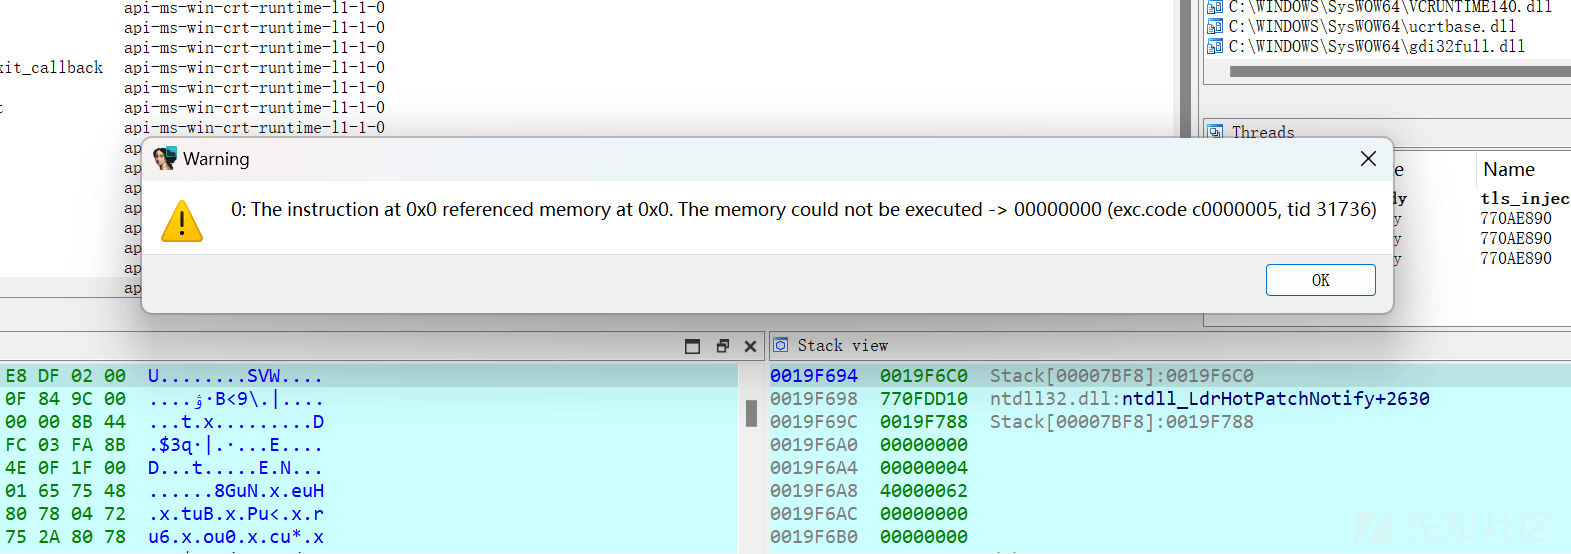 api-ms-win-crt-runtime-l1-1-0
api-ms-win-crt-runtime-l1-1-0
api-ms-win-crt-runtime-l1-1-0
xit_callback api-ms-win-crt-runtime-l1-1-0
api-ms-win-crt-runtime-l1-1-0
t api-ms-win-crt-runtime-l1-1-0
api-ms-win-crt-runtime-l1-1-0
ap
ap
ap
ap
ap
ap
ap
ap
C:\WINDOWS\SysWOW64\VCRUNTIME140.dll
C:\WINDOWS\SysWOW64\ucrtbase.dll
C:\WINDOWS\SysWOW64\gdi32full.dll
Threads
e Name
dy tls_injec
y 770AE890
y 770AE890
y 770AE890
Warning
0: The instruction at 0x0 referenced memory at 0x0. The memory could not be executed -> 00000000 (exc.code c0000005, tid 31736)
OK
E8 DF 02 00 U........SVW....
0F 84 9C 00 ....ۯ·B<9\.|....
00 00 8B 44 ...t.x.........D
FC 03 FA 8B .$3q·|.·...E....
4E 0F 1F 00 D...t.....E.N...
01 65 75 48 ......8GuN.x.euH
80 78 04 72 .x.tuB.x.Pu<.x.r
75 2A 80 78 u6.x.ou0.x.cu*.x
Stack view
0019F694 0019F6C0 Stack[00007BF8]:0019F6C0
0019F698 770FDD10 ntdll32.dll:ntdll_LdrHotPatchNotify+2630
0019F69C 0019F788 Stack[00007BF8]:0019F788
0019F6A0 00000000
0019F6A4 00000004
0019F6A8 40000062
0019F6AC 00000000
0019F6B0 00000000
先知社区